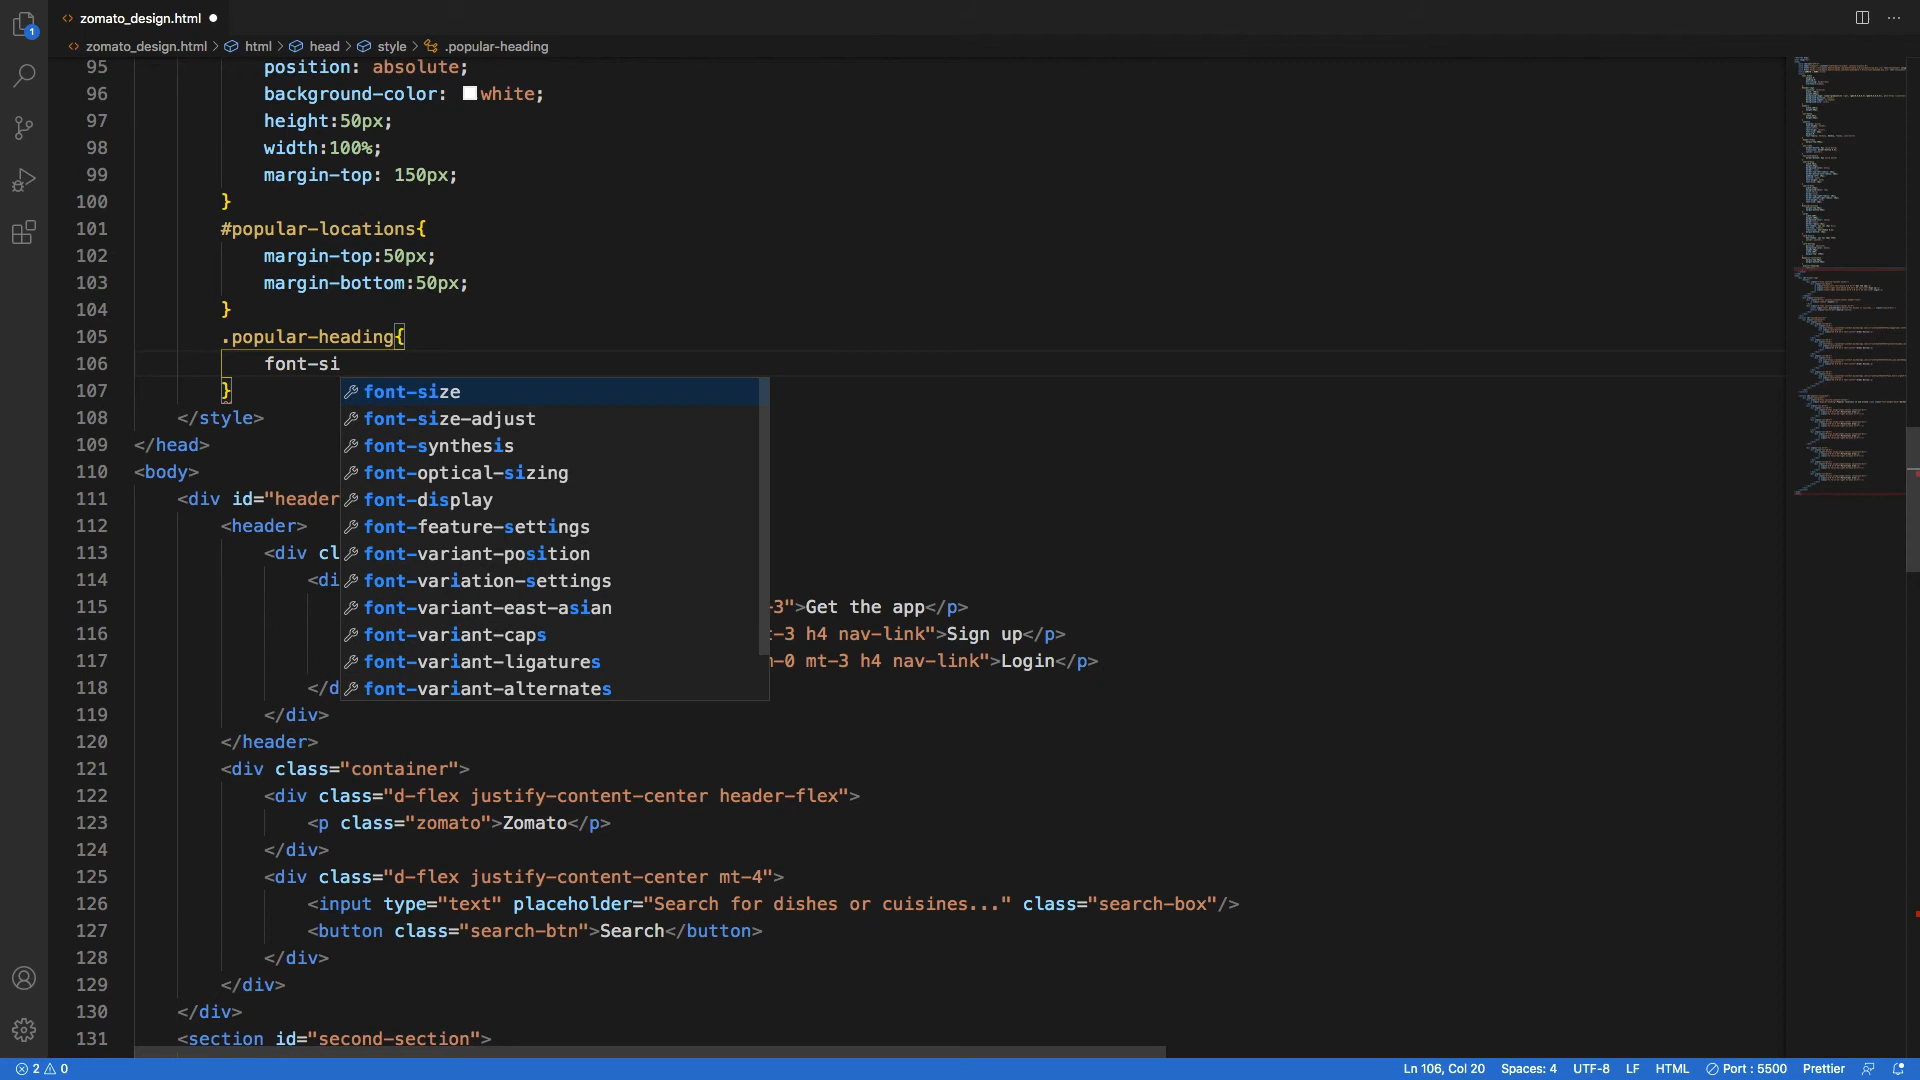 1
zomato_design.html
zomato_design.html > html > head > style > .popular-heading
95 position: absolute;
96 background-color: white;
97 height:50px;
98 width:100%;
99 margin-top: 150px;
100 }
101 #popular-locations{
102 margin-top:50px;
103 margin-bottom:50px;
104 }
105 .popular-heading{
106 font-si
107 }
font-size
108 </style>
font-size-adjust
109 </head>
font-synthesis
110 <body>
font-optical-sizing
111 <div id="header
font-display
112 <header>
font-feature-settings
113 <div cl
font-variant-position
114 <di
font-variation-settings
115
font-variant-east-asian
-3">Get the app</p>
116
font-variant-caps
t-3 h4 nav-link">Sign up</p>
117
font-variant-ligatures
m-0 mt-3 h4 nav-link">Login</p>
118 </d
font-variant-alternates
119 </div>
120 </header>
121 <div class="container">
122 <div class="d-flex justify-content-center header-flex">
123 <p class="zomato">Zomato</p>
124 </div>
125 <div class="d-flex justify-content-center mt-4">
126 <input type="text" placeholder="Search for dishes or cuisines..." class="search-box"/>
127 <button class="search-btn">Search</button>
128 </div>
129 </div>
130 </div>
131 <section id="second-section">
2 0 Ln 106, Col 20 Spaces: 4 UTF-8 LF HTML Port : 5500 Prettier